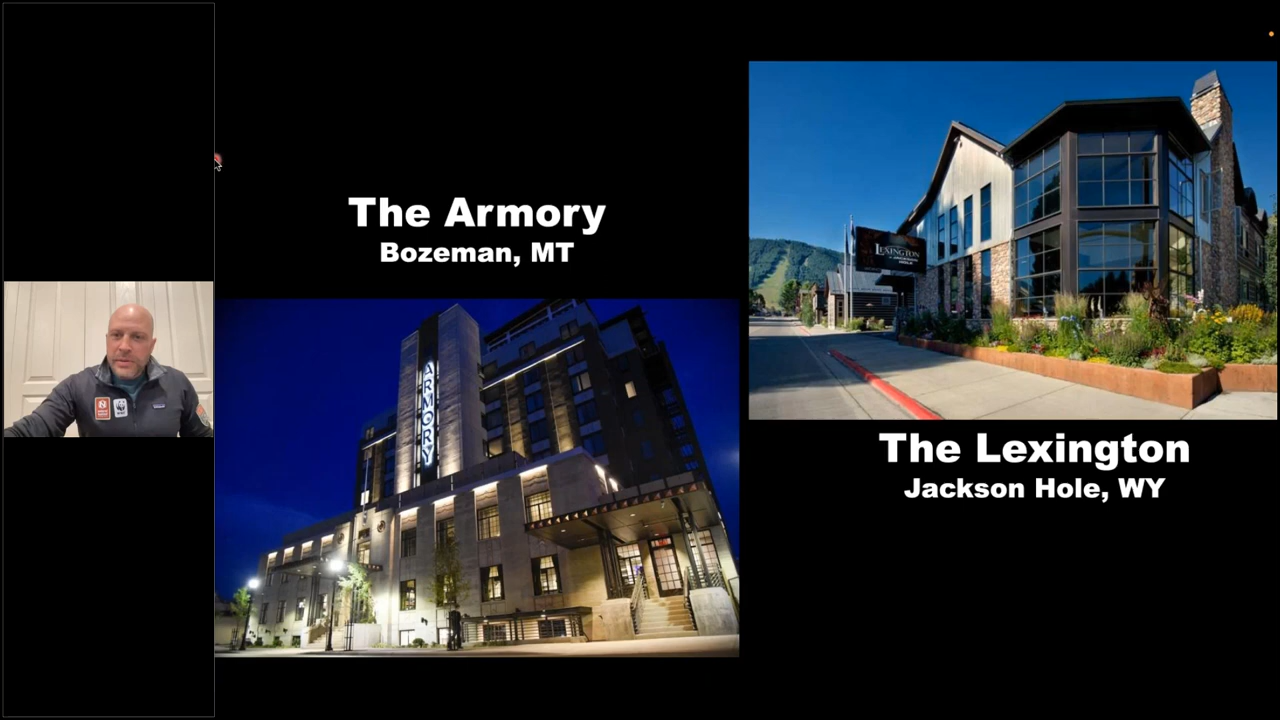 The Armory
Bozeman, MT
ARMORY
LEXINGTON
The Lexington
Jackson Hole, WY